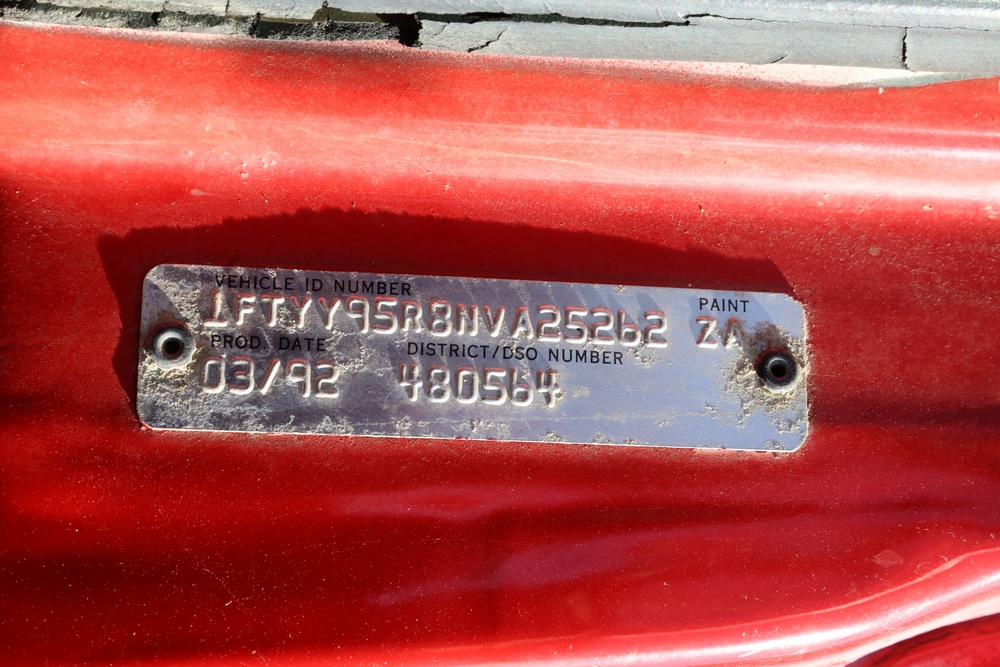 VEHICLE ID NUMBER
1FTYY95R8NVA25262
PAINT
ZA
PROD. DATE
03/92
DISTRICT/DSO NUMBER
480564